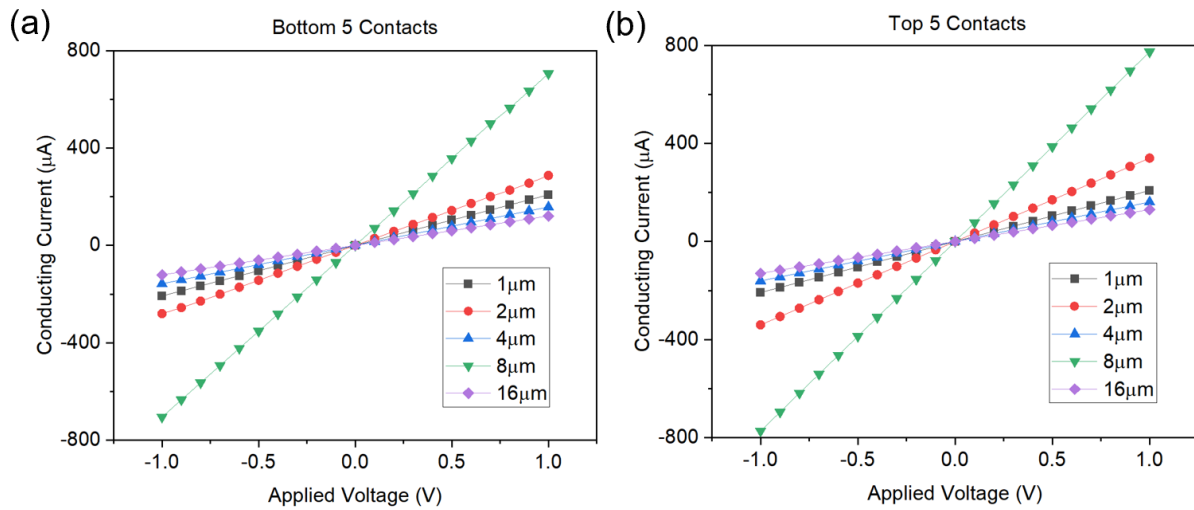 (a)
Bottom 5 Contacts
800
400
0
-400
-800
Conducting Current (μA)
-1.0 -0.5 0.0 0.5 1.0
Applied Voltage (V)
1μm
2μm
4μm
8μm
16μm
(b)
Top 5 Contacts
800
400
0
-400
-800
Conducting Current (μA)
-1.0 -0.5 0.0 0.5 1.0
Applied Voltage (V)
1μm
2μm
4μm
8μm
16μm